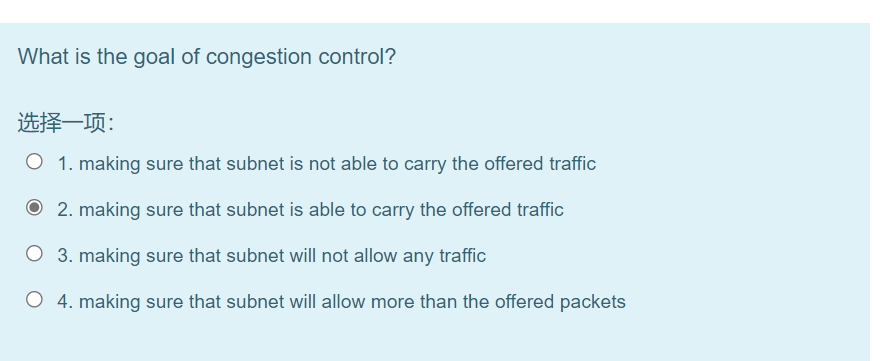 What is the goal of congestion control?
选择一项：
1. making sure that subnet is not able to carry the offered traffic
2. making sure that subnet is able to carry the offered traffic
3. making sure that subnet will not allow any traffic
4. making sure that subnet will allow more than the offered packets